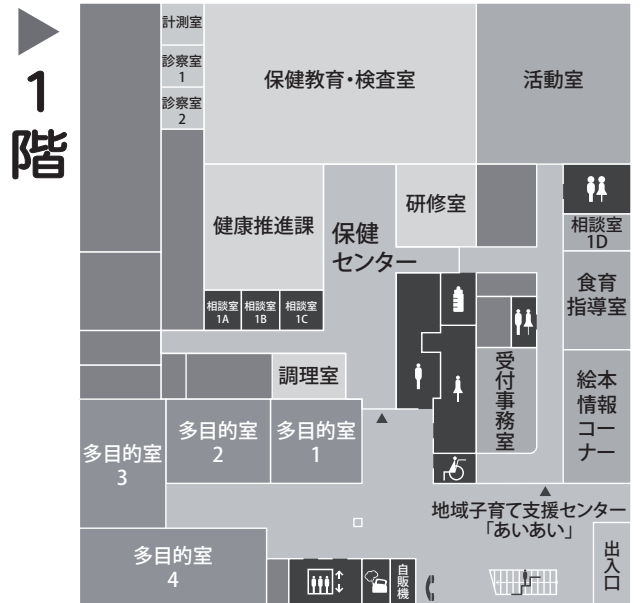 1
階
計測室
診察室
1
診察室
2
保健教育・検査室
活動室
健康推進課
保健
センター
研修室
相談室
1D
相談室
1A
相談室
1B
相談室
1C
食育
指導室
調理室
受付事務室
絵本
情報
コー
ナー
多目的室
3
多目的室
2
多目的室
1
地域子育て支援センター
「あいあい」
多目的室
4
自販機
出入口